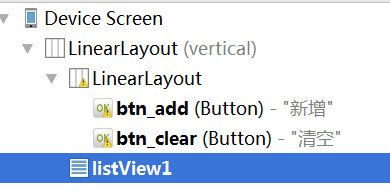 Device Screen
LinearLayout (vertical)
LinearLayout
btn_add (Button) - "新增"
btn_clear (Button) - "清空"
listView1